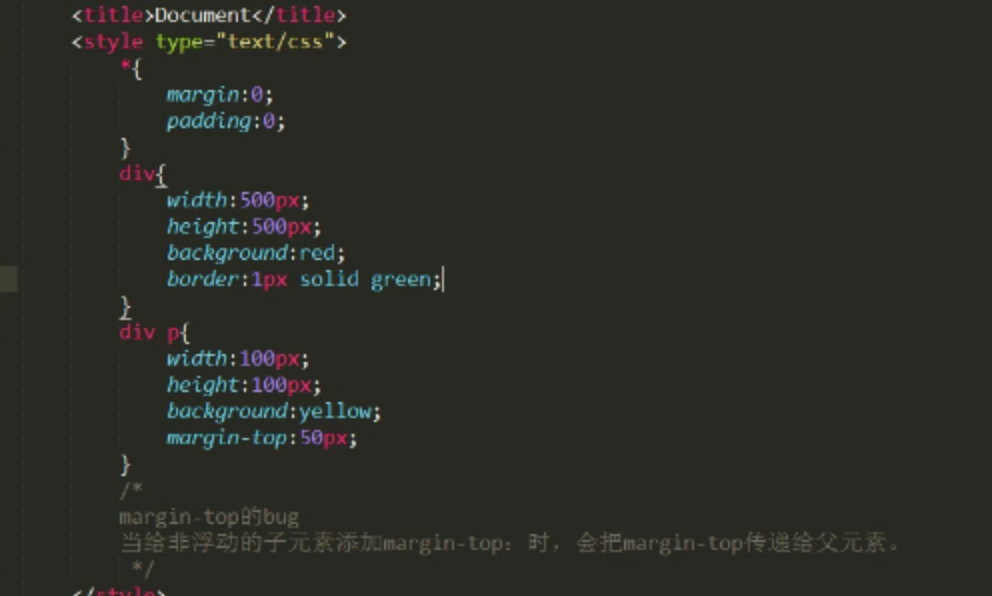 <title>Document</title>
<style type="text/css">
*{
margin:0;
padding:0;
}
div{
width:500px;
height:500px;
background:red;
border:1px solid green;
}
div p{
width:100px;
height:100px;
background:yellow;
margin-top:50px;
}
/*
margin-top的bug
当给非浮动的子元素添加margin-top：时，会把margin-top传递给父元素。
*/
</style>